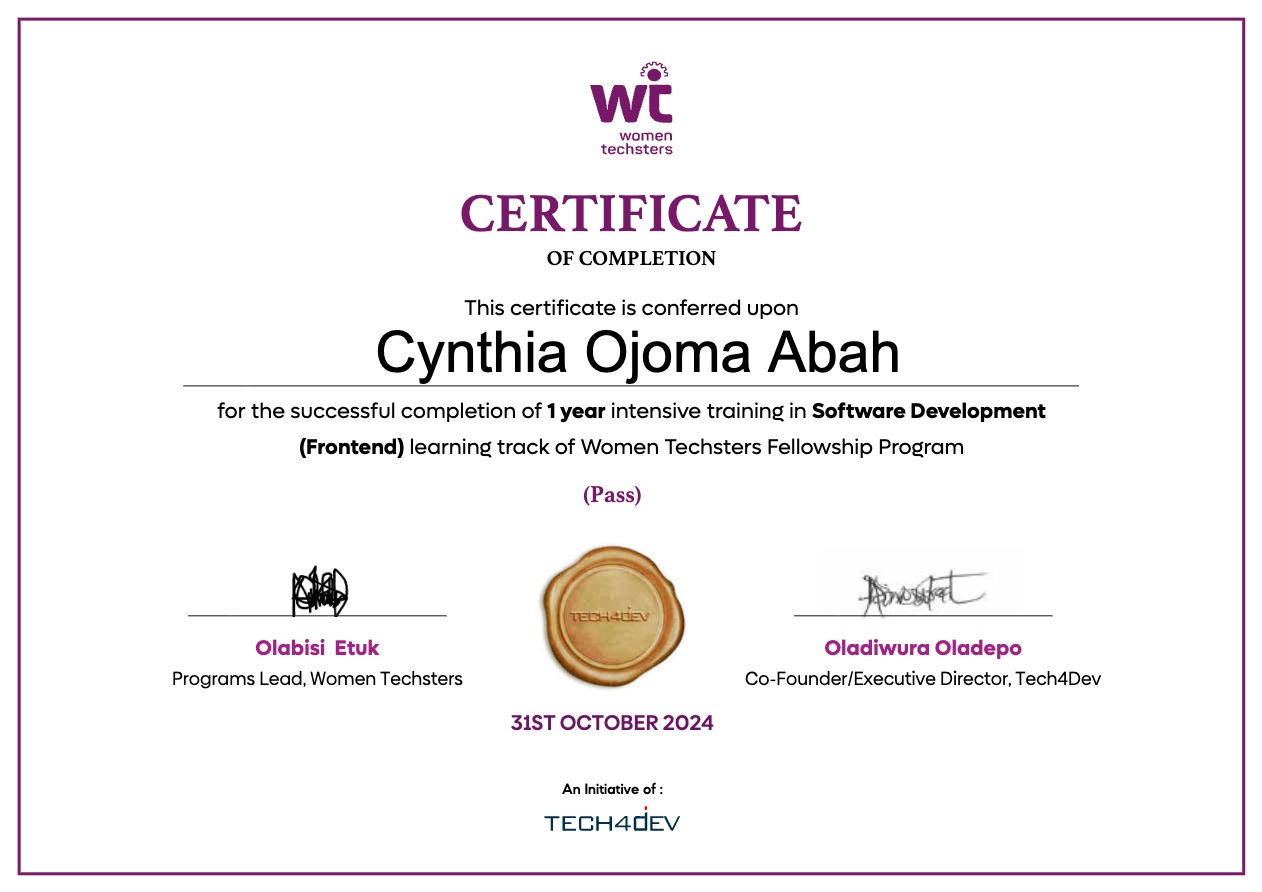 wt
women
techsters
CERTIFICATE
OF COMPLETION
This certificate is conferred upon
Cynthia Ojoma Abah
for the successful completion of 1 year intensive training in Software Development
(Frontend) learning track of Women Techsters Fellowship Program
(Pass)
TECH4DEV
Olabisi Etuk
Oladiwura Oladepo
Programs Lead, Women Techsters
Co-Founder/Executive Director, Tech4Dev
31ST OCTOBER 2024
An Initiative of :
TECH4DEV